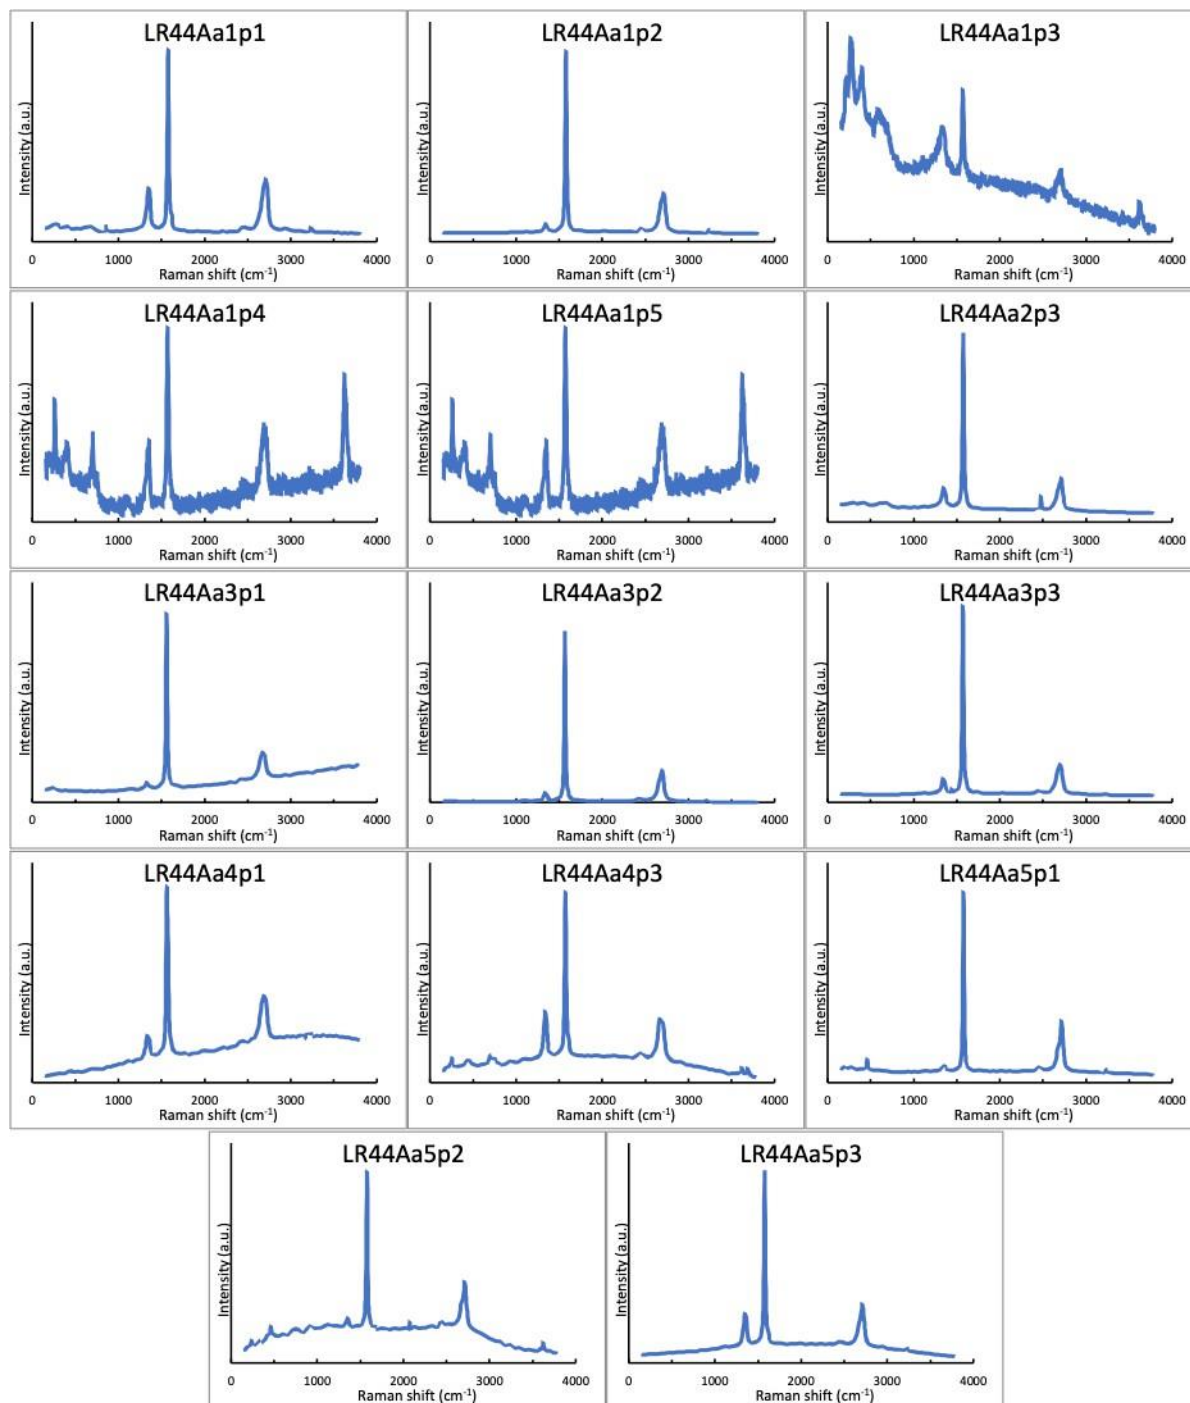 LR44Aa1p1
Intensity (a.u.)
0 1000 2000 3000 4000
Raman shift (cm⁻¹)
LR44Aa1p2
Intensity (a.u.)
0 1000 2000 3000 4000
Raman shift (cm⁻¹)
LR44Aa1p3
Intensity (a.u.)
0 1000 2000 3000 4000
Raman shift (cm⁻¹)
LR44Aa1p4
Intensity (a.u.)
0 1000 2000 3000 4000
Raman shift (cm⁻¹)
LR44Aa1p5
Intensity (a.u.)
0 1000 2000 3000 4000
Raman shift (cm⁻¹)
LR44Aa2p3
Intensity (a.u.)
0 1000 2000 3000 4000
Raman shift (cm⁻¹)
LR44Aa3p1
Intensity (a.u.)
0 1000 2000 3000 4000
Raman shift (cm⁻¹)
LR44Aa3p2
Intensity (a.u.)
0 1000 2000 3000 4000
Raman shift (cm⁻¹)
LR44Aa3p3
Intensity (a.u.)
0 1000 2000 3000 4000
Raman shift (cm⁻¹)
LR44Aa4p1
Intensity (a.u.)
0 1000 2000 3000 4000
Raman shift (cm⁻¹)
LR44Aa4p3
Intensity (a.u.)
0 1000 2000 3000 4000
Raman shift (cm⁻¹)
LR44Aa5p1
Intensity (a.u.)
0 1000 2000 3000 4000
Raman shift (cm⁻¹)
LR44Aa5p2
Intensity (a.u.)
0 1000 2000 3000 4000
Raman shift (cm⁻¹)
LR44Aa5p3
Intensity (a.u.)
0 1000 2000 3000 4000
Raman shift (cm⁻¹)